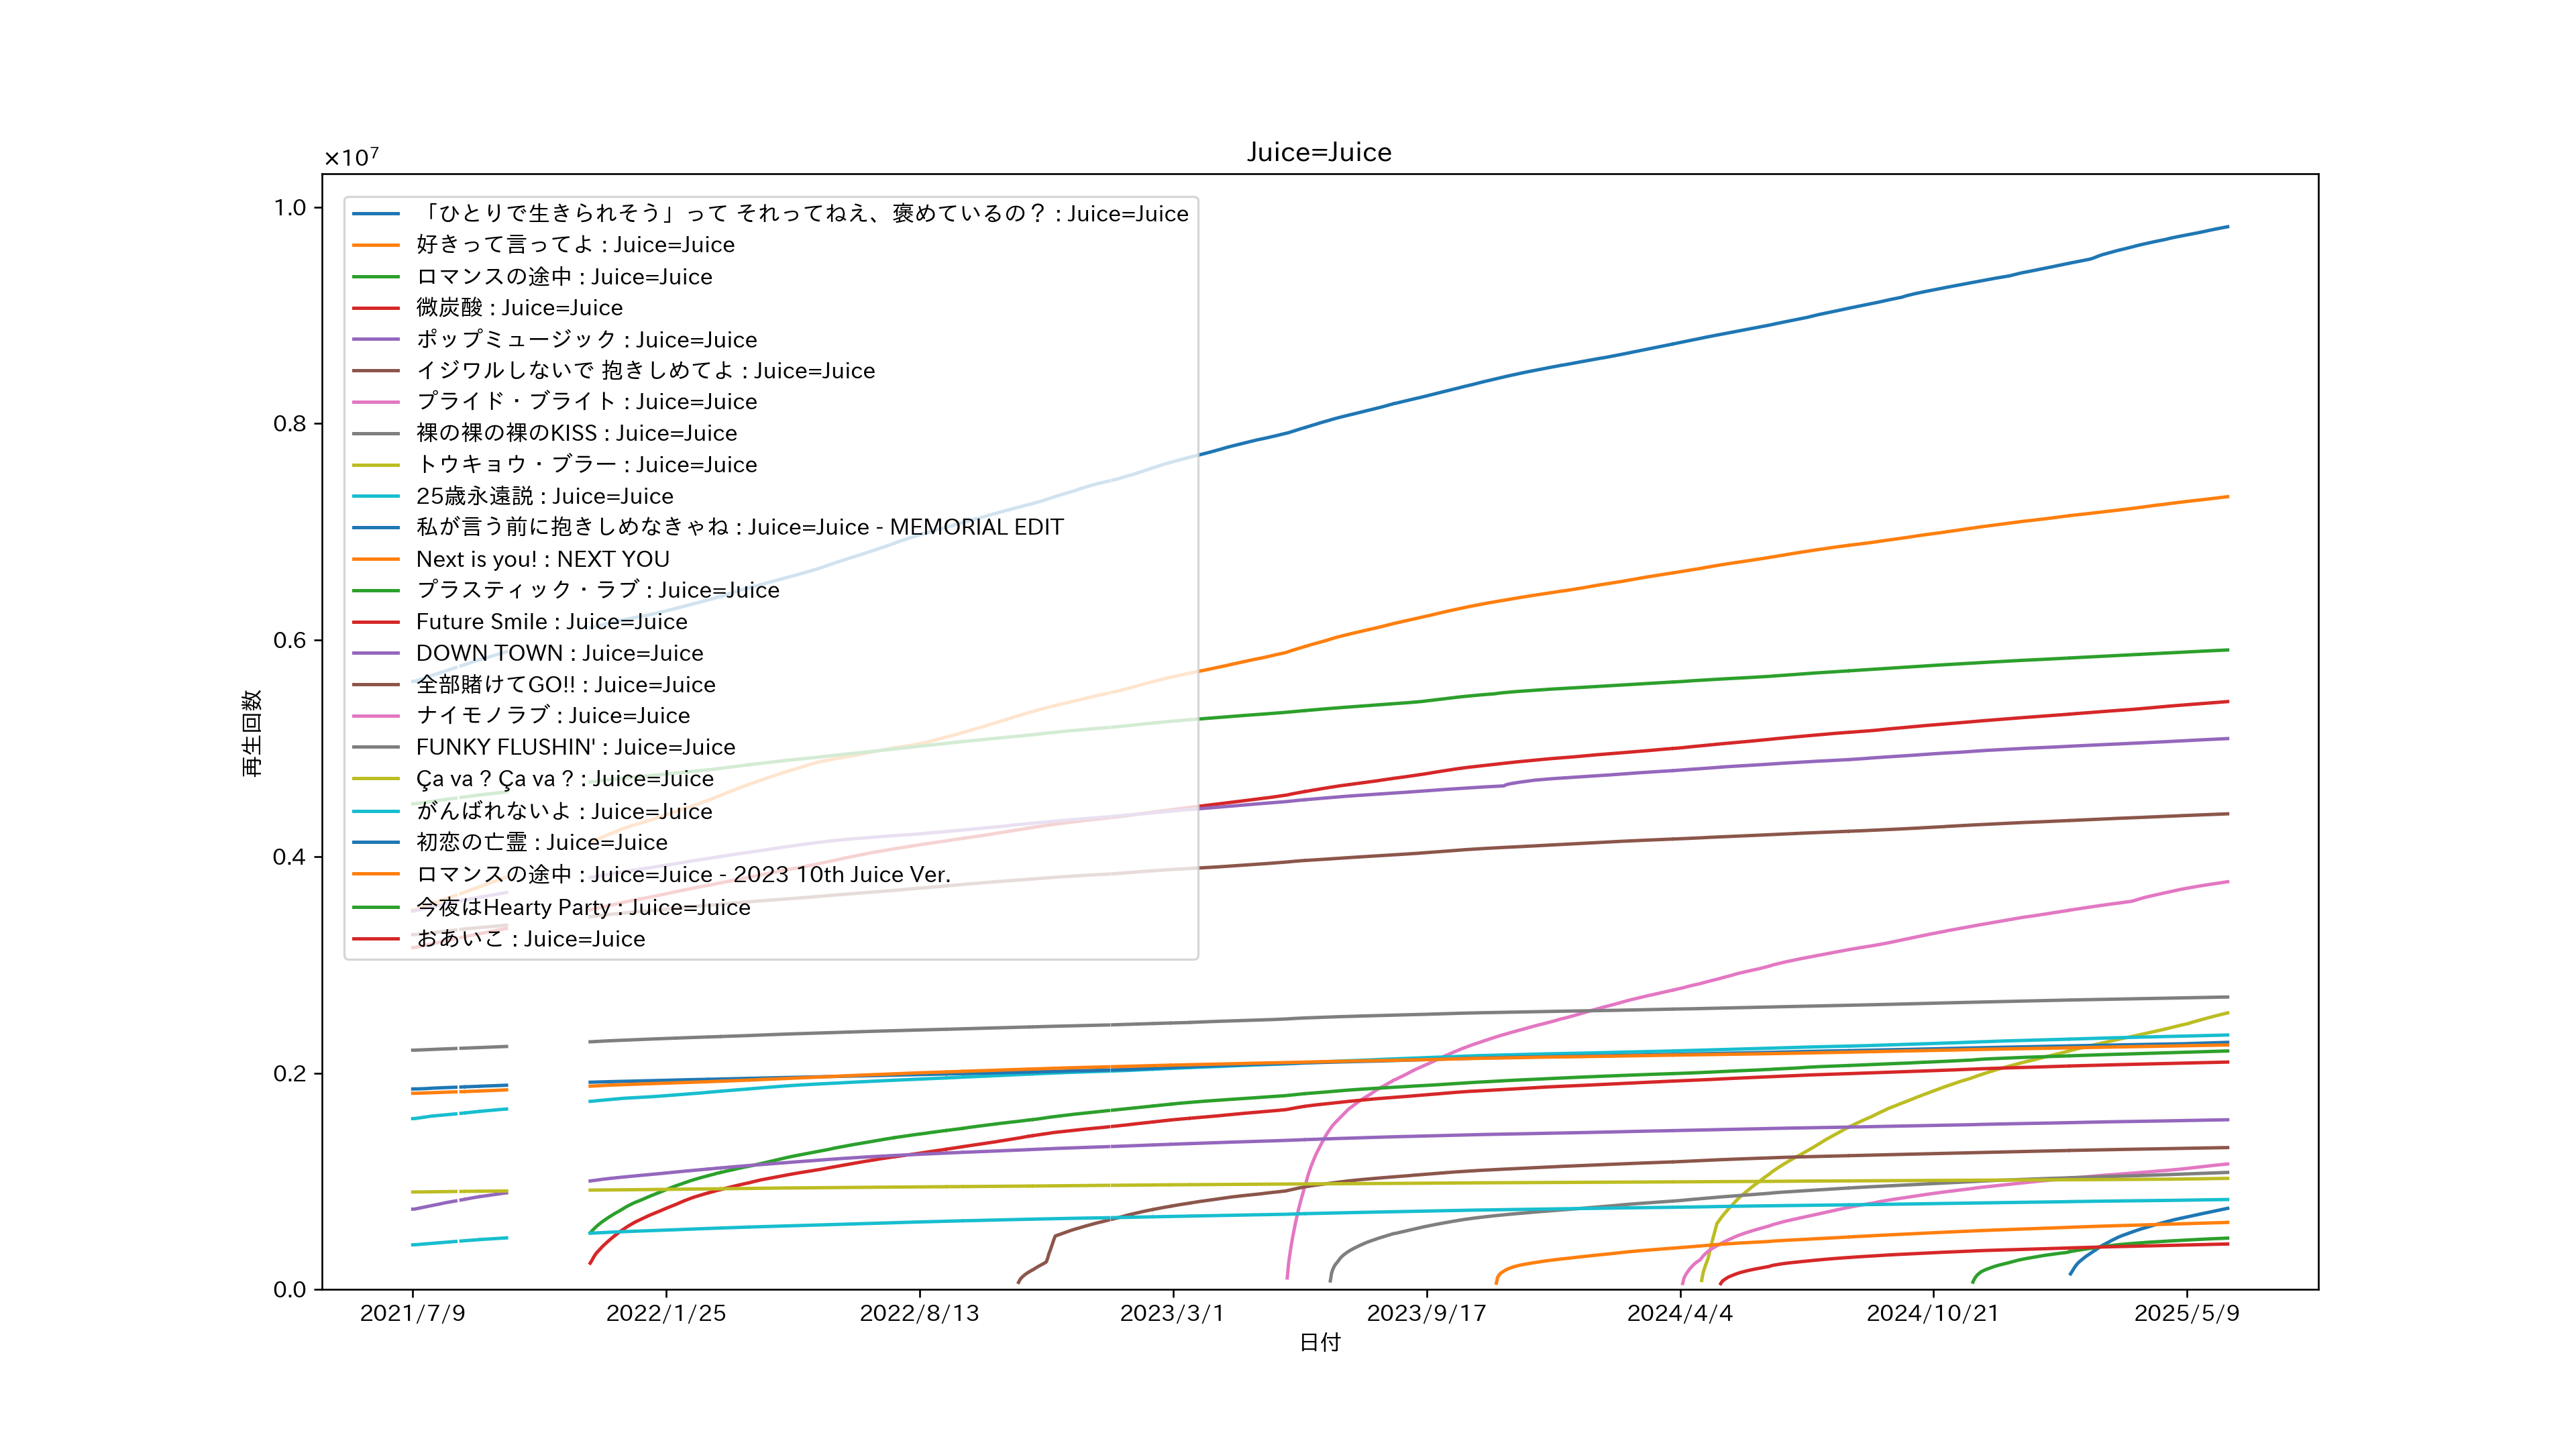 Juice=Juice
×10⁷
1.0
0.8
0.6
0.4
0.2
0.0
再生回数
「ひとりで生きられそう」って それってねえ、褒めているの? : Juice=Juice
好きって言ってよ : Juice=Juice
ロマンスの途中 : Juice=Juice
微炭酸 : Juice=Juice
ポップミュージック : Juice=Juice
イジワルしないで 抱きしめてよ : Juice=Juice
プライド・ブライト : Juice=Juice
裸の裸の裸のKISS : Juice=Juice
トウキョウ・ブラー : Juice=Juice
25歳永遠説 : Juice=Juice
私が言う前に抱きしめなきゃね : Juice=Juice - MEMORIAL EDIT
Next is you! : NEXT YOU
プラスティック・ラブ : Juice=Juice
Future Smile : Juice=Juice
DOWN TOWN : Juice=Juice
全部賭けてGO!! : Juice=Juice
ナイモノラブ : Juice=Juice
FUNKY FLUSHIN' : Juice=Juice
Ça va ? Ça va ? : Juice=Juice
がんばれないよ : Juice=Juice
初恋の亡霊 : Juice=Juice
ロマンスの途中 : Juice=Juice - 2023 10th Juice Ver.
今夜はHearty Party : Juice=Juice
おあいこ : Juice=Juice
2021/7/9 2022/1/25 2022/8/13 2023/3/1 2023/9/17 2024/4/4 2024/10/21 2025/5/9
日付